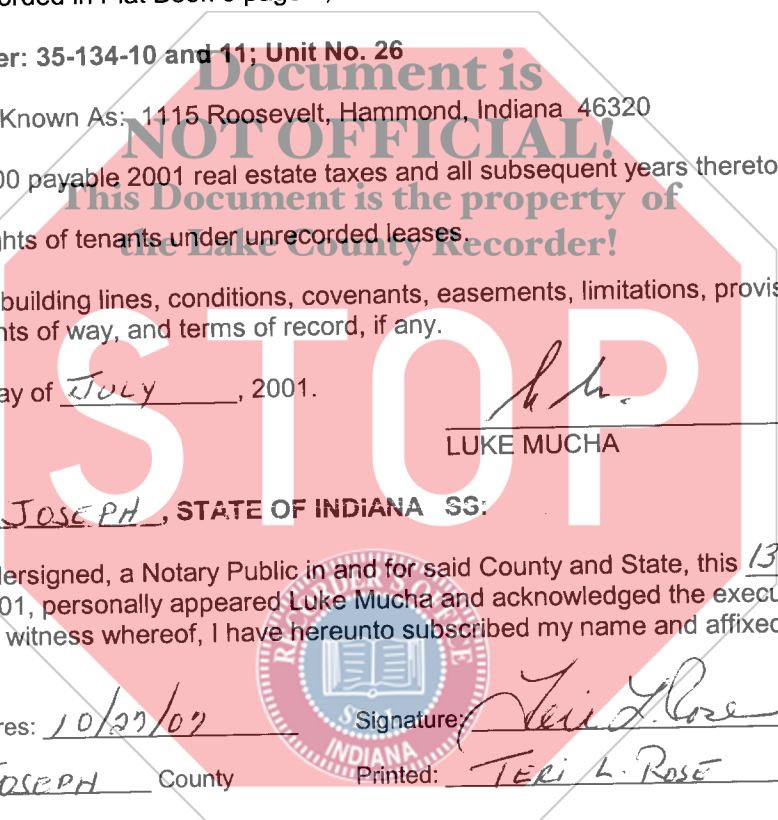 er: 35-134-10 and 11; Unit No. 26
Document is
Known As: 1115 Roosevelt, Hammond, Indiana 46320
NOT OFFICIAL!
00 payable 2001 real estate taxes and all subsequent years thereto
This Document is the property of
hts of tenants under unrecorded leases.
the Lake County Recorder!
building lines, conditions, covenants, easements, limitations, provis
nts of way, and terms of record, if any.
ay of JULY, 2001.
STOP
LUKE MUCHA
JOSEPH, STATE OF INDIANA SS:
dersigned, a Notary Public in and for said County and State, this 13
01, personally appeared Luke Mucha and acknowledged the execu
witness whereof, I have hereunto subscribed my name and affixed
RECORDER'S OFFICE
SEAL
INDIANA
res: 10/27/07
Signature: Teri L. Rose
JOSEPH County
Printed: TERI L. ROSE